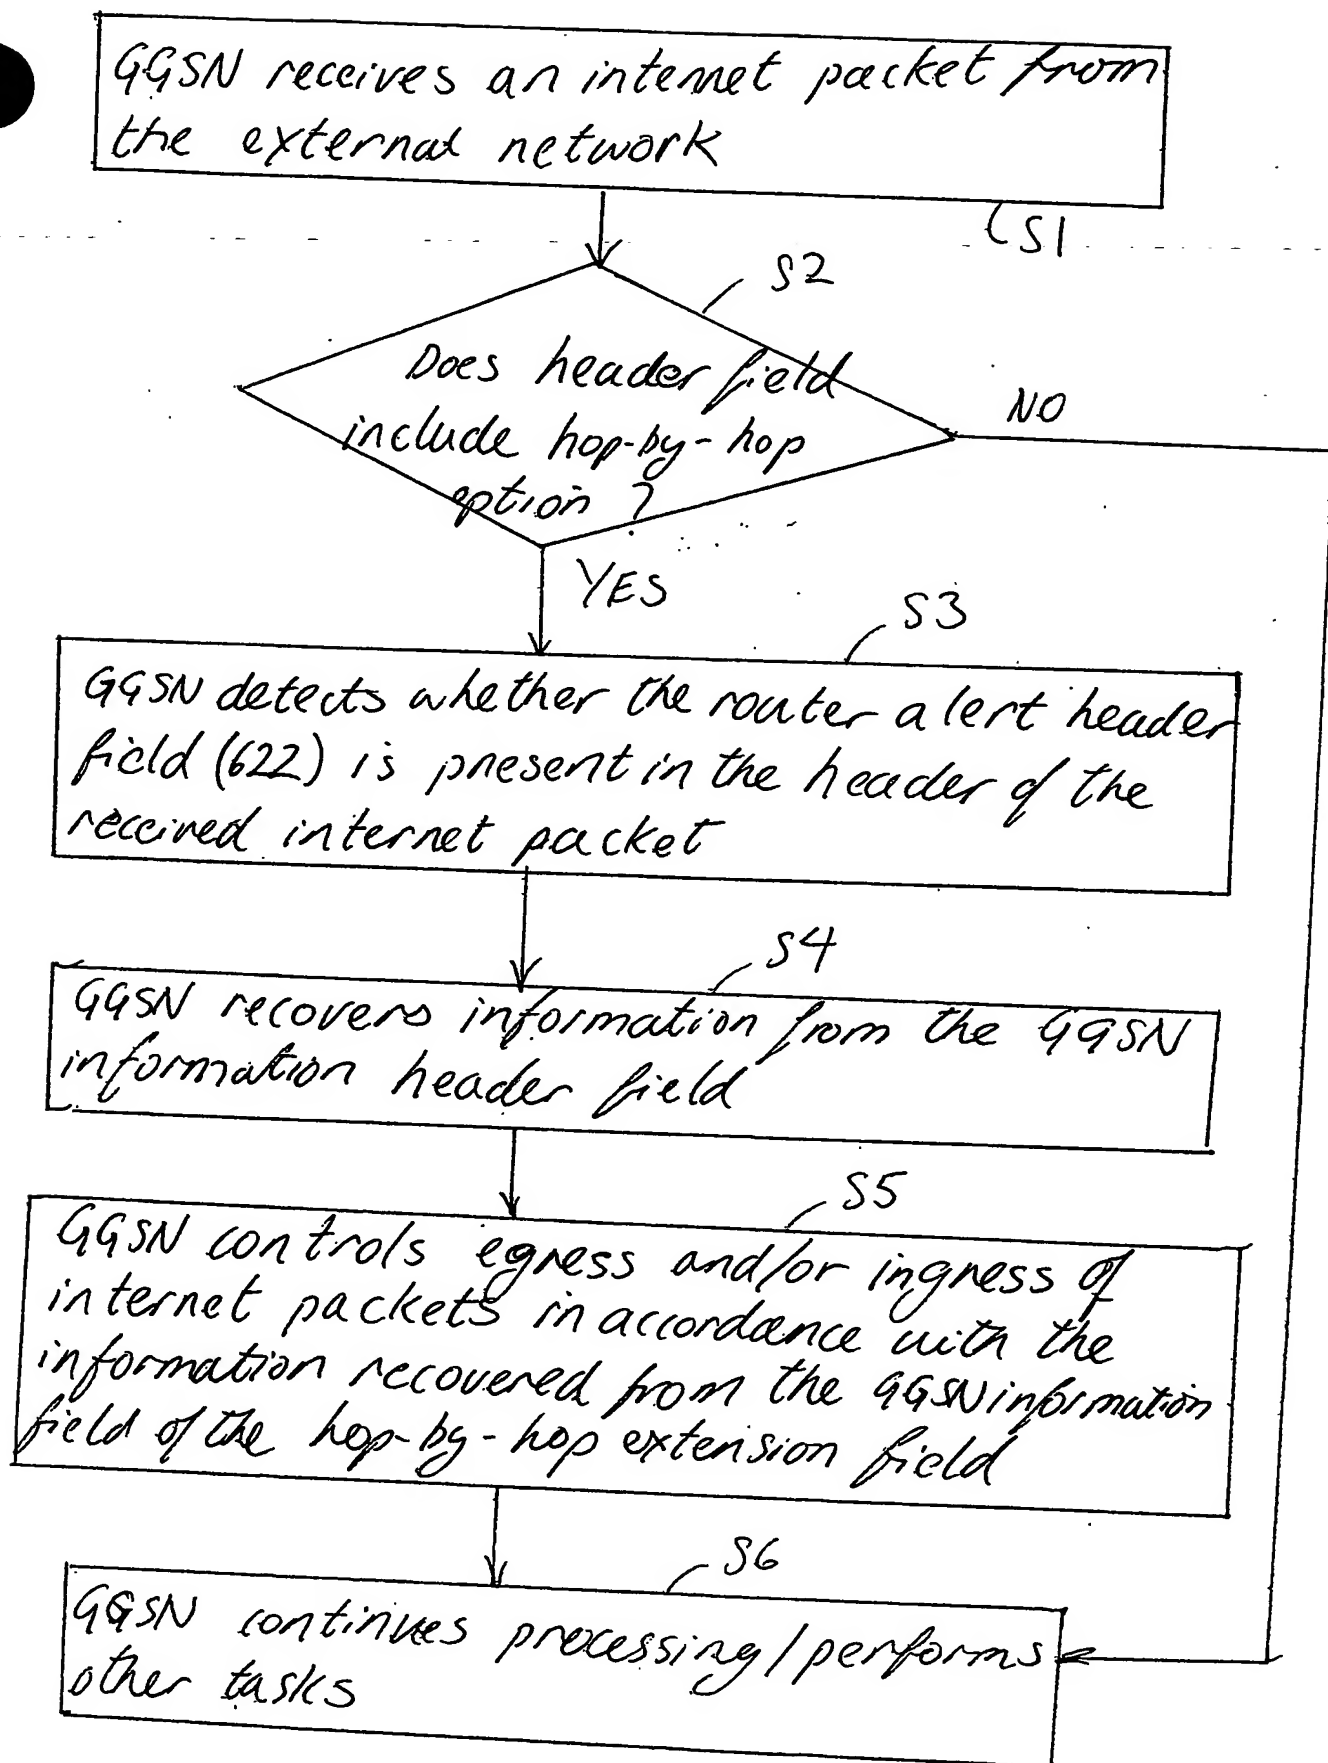 GGSN receives an internet packet from
the external network
S1
S2
Does header field
include hop-by-hop
option ?
NO
YES
S3
GGSN detects whether the router alert header
field (622) is present in the header of the
received internet packet
S4
GGSN recovers information from the GGSN
information header field
S5
GGSN controls egress and/or ingress of
internet packets in accordance with the
information recovered from the GGSN information
field of the hop-by-hop extension field
S6
GGSN continues processing/performs
other tasks